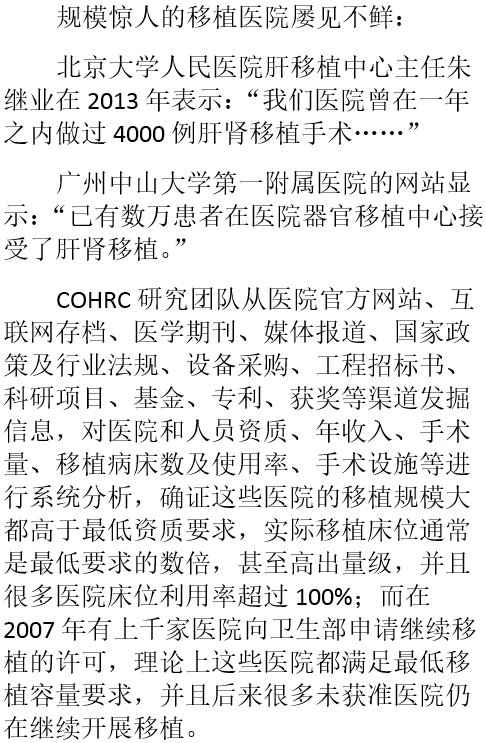 规模惊人的移植医院屡见不鲜：
北京大学人民医院肝移植中心主任朱
继业在 2013 年表示：“我们医院曾在一年
之内做过 4000 例肝肾移植手术……”
广州中山大学第一附属医院的网站显
示：“已有数万患者在医院器官移植中心接
受了肝肾移植。”
COHRC 研究团队从医院官方网站、互
联网存档、医学期刊、媒体报道、国家政
策及行业法规、设备采购、工程招标书、
科研项目、基金、专利、获奖等渠道发掘
信息，对医院和人员资质、年收入、手术
量、移植病床数及使用率、手术设施等进
行系统分析，确证这些医院的移植规模大
都高于最低资质要求，实际移植床位通常
是最低要求的数倍，甚至高出量级，并且
很多医院床位利用率超过 100%；而在
2007 年有上千家医院向卫生部申请继续移
植的许可，理论上这些医院都满足最低移
植容量要求，并且后来很多未获准医院仍
在继续开展移植。